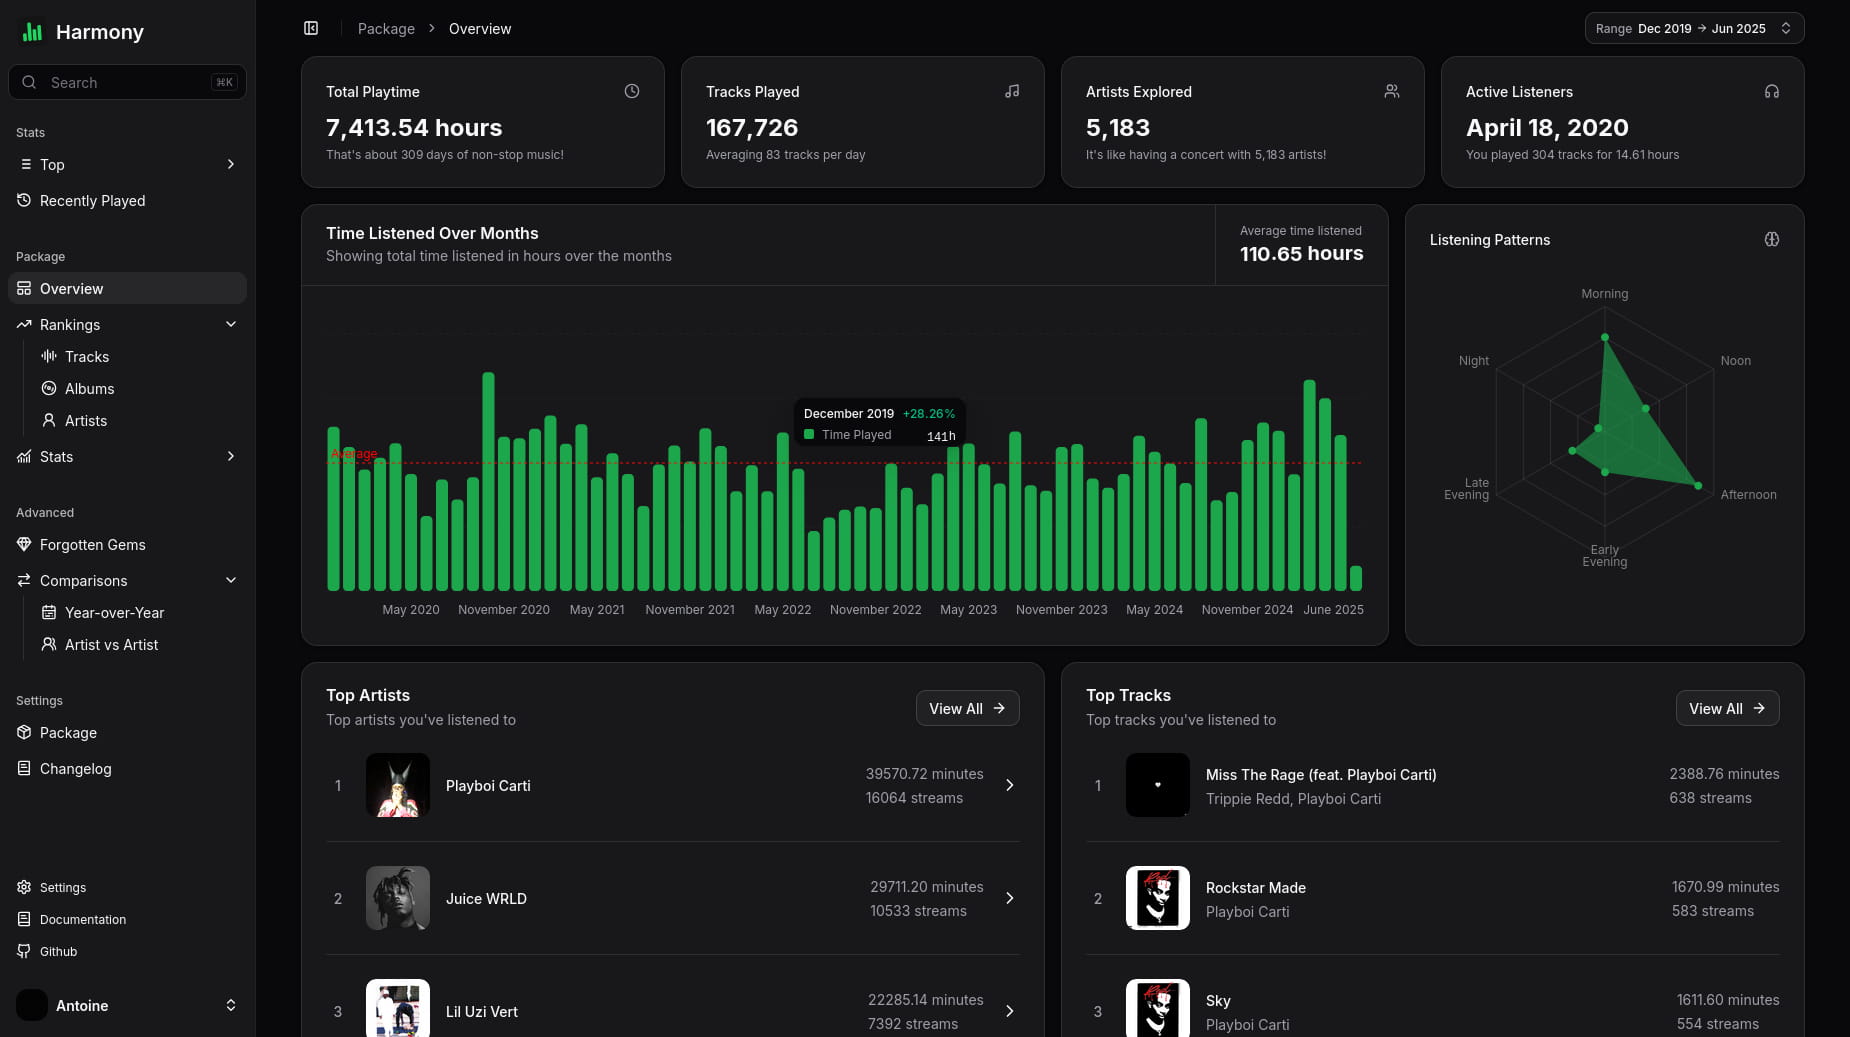 Harmony
Search ⌘K
Stats
Top
Recently Played
Package
Overview
Rankings
Tracks
Albums
Artists
Stats
Advanced
Forgotten Gems
Comparisons
Year-over-Year
Artist vs Artist
Settings
Package
Changelog
Settings
Documentation
Github
Antoine
Package > Overview
Range Dec 2019 → Jun 2025
Total Playtime
7,413.54 hours
That's about 309 days of non-stop music!
Tracks Played
167,726
Averaging 83 tracks per day
Artists Explored
5,183
It's like having a concert with 5,183 artists!
Active Listeners
April 18, 2020
You played 304 tracks for 14.61 hours
Time Listened Over Months
Showing total time listened in hours over the months
Average time listened
110.65 hours
December 2019 +28.26%
Time Played 141h
Average
May 2020 November 2020 May 2021 November 2021 May 2022 November 2022 May 2023 November 2023 May 2024 November 2024 June 2025
Listening Patterns
Morning
Night Noon
Late
Evening
Afternoon
Early
Evening
Top Artists
Top artists you've listened to
View All →
1 Playboi Carti 39570.72 minutes
16064 streams
2 Juice WRLD 29711.20 minutes
10533 streams
3 Lil Uzi Vert 22285.14 minutes
7392 streams
Top Tracks
Top tracks you've listened to
View All →
1 Miss The Rage (feat. Playboi Carti) 2388.76 minutes
Trippie Redd, Playboi Carti 638 streams
2 Rockstar Made 1670.99 minutes
Playboi Carti 583 streams
3 Sky 1611.60 minutes
Playboi Carti 554 streams